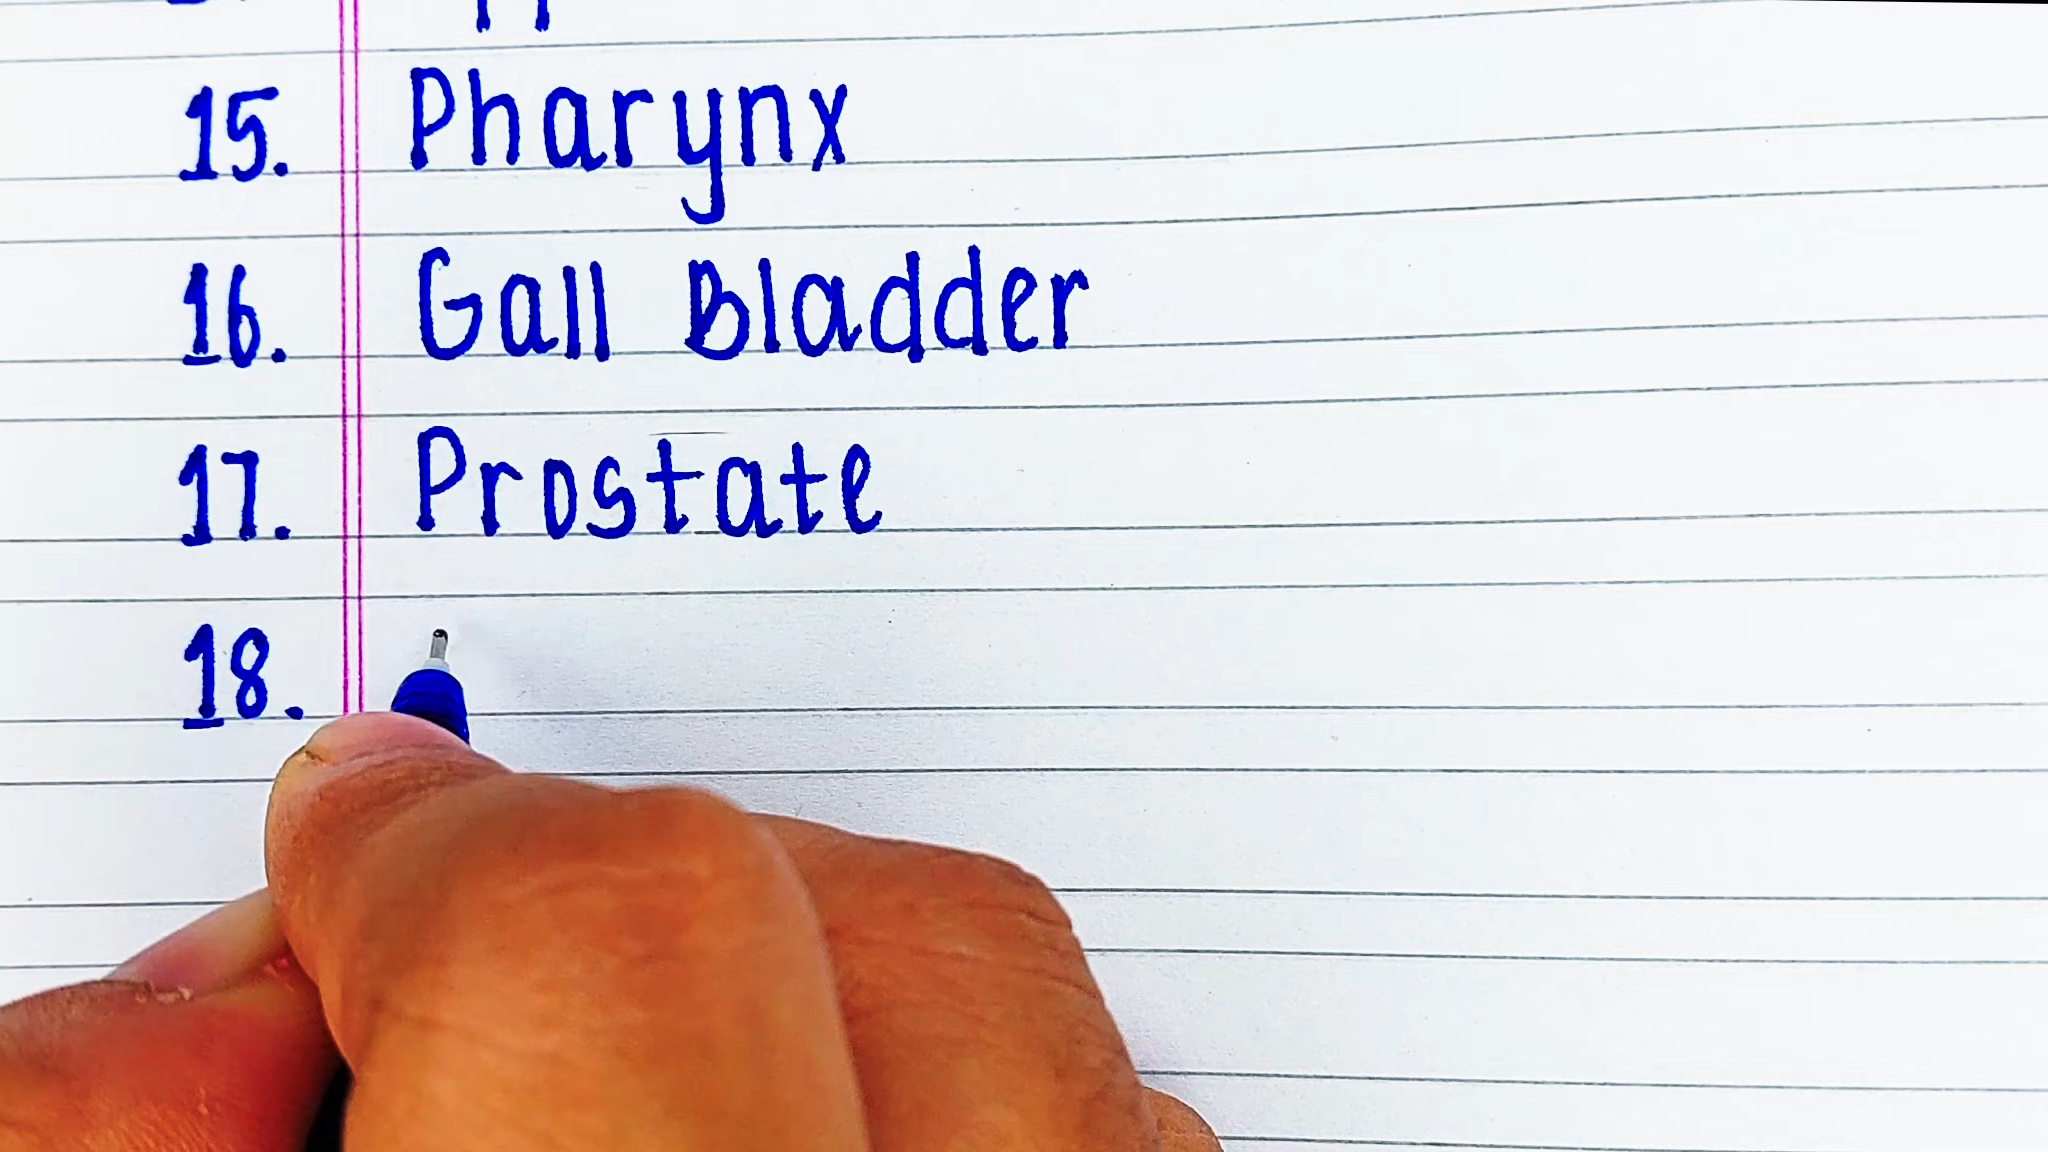 15. Pharynx
16. Gall Bladder
17. Prostate
18.